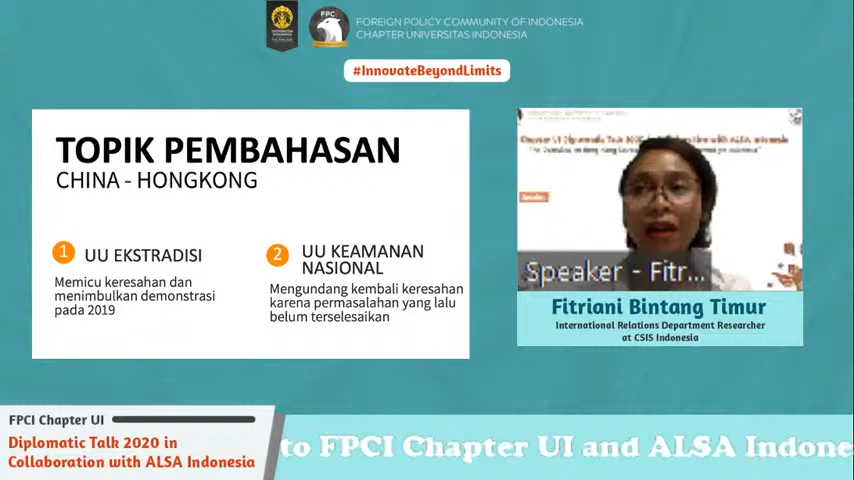 FPC
FOREIGN POLICY COMMUNITY OF INDONESIA
CHAPTER UNIVERSITAS INDONESIA
#InnovateBeyondLimits
TOPIK PEMBAHASAN
CHINA - HONGKONG
1 UU EKSTRADISI
Memicu keresahan dan
menimbulkan demonstrasi
pada 2019
2 UU KEAMANAN
NASIONAL
Mengundang kembali keresahan
karena permasalahan yang lalu
belum terselesaikan
Speaker - Fitr...
Fitriani Bintang Timur
International Relations Department Researcher
at CSIS Indonesia
FPCI Chapter UI
Diplomatic Talk 2020 in
Collaboration with ALSA Indonesia
to FPCI Chapter UI and ALSA Indone